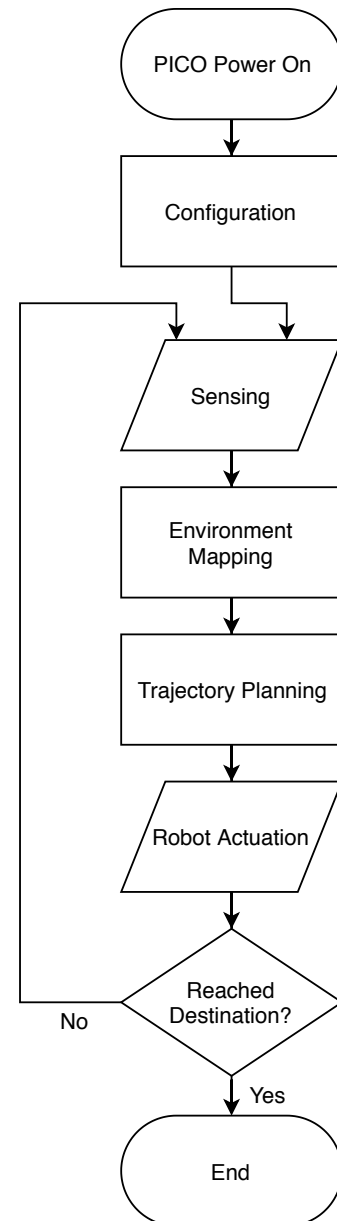 PICO Power On
Configuration
Sensing
Environment
Mapping
Trajectory Planning
Robot Actuation
Reached
Destination?
No
Yes
End